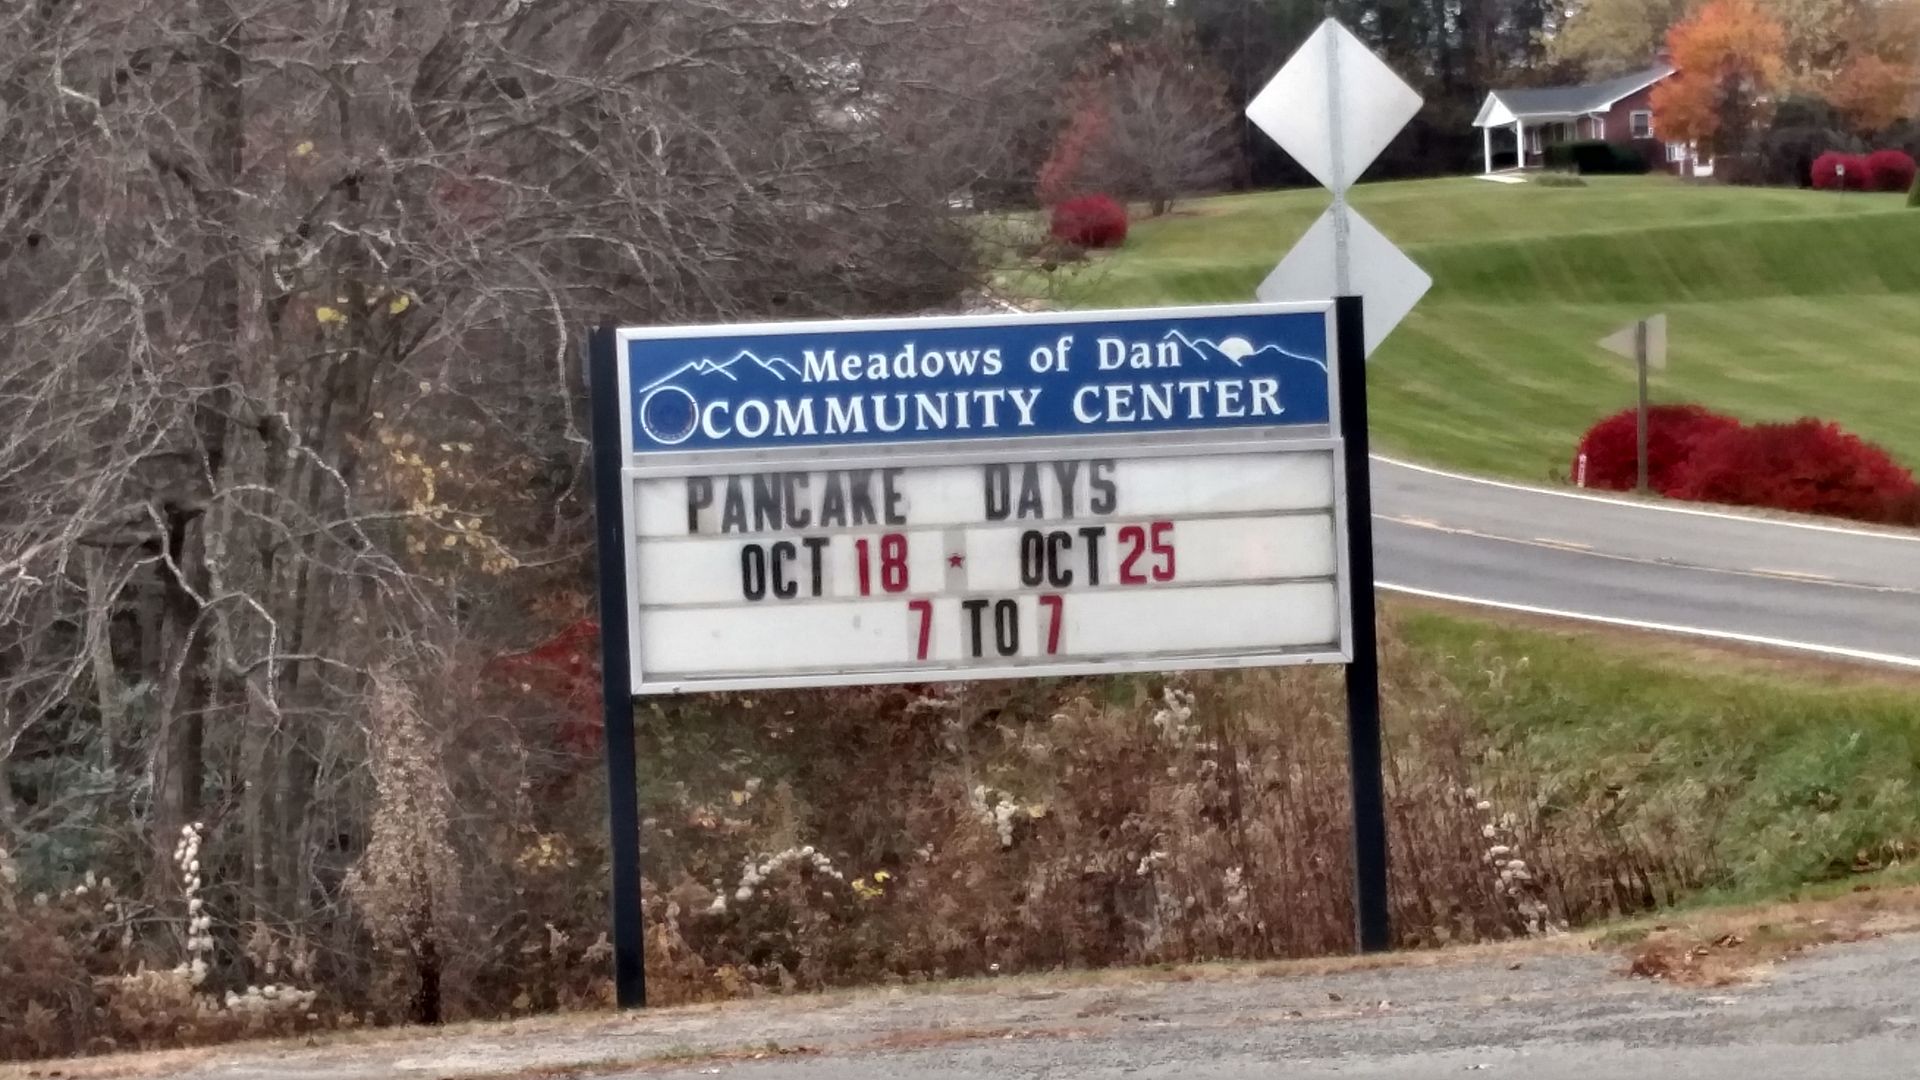 Meadows of Dan
COMMUNITY CENTER
PANCAKE DAYS
OCT 18 ★ OCT 25
7 TO 7